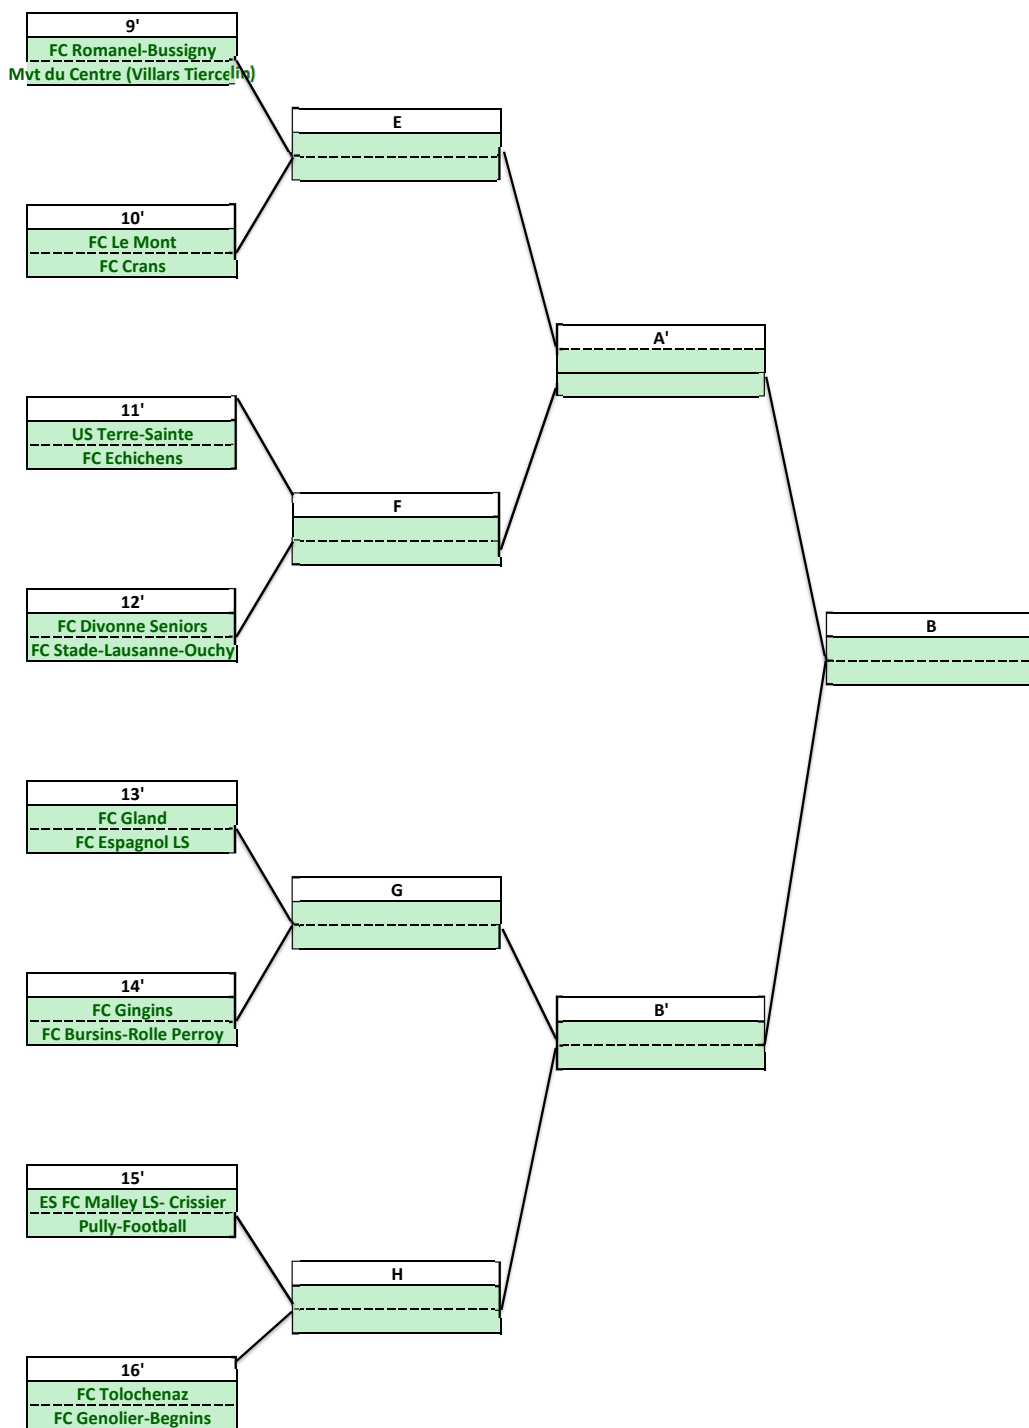 9'
FC Romanel-Bussigny
Mvt du Centre (Villars Tiercelin)
E
10'
FC Le Mont
FC Crans
A'
11'
US Terre-Sainte
FC Echichens
F
12'
FC Divonne Seniors
FC Stade-Lausanne-Ouchy
B
13'
FC Gland
FC Espagnol LS
G
14'
FC Gingins
FC Bursins-Rolle Perroy
B'
15'
ES FC Malley LS- Crissier
Pully-Football
H
16'
FC Tolochenaz
FC Genolier-Begnins